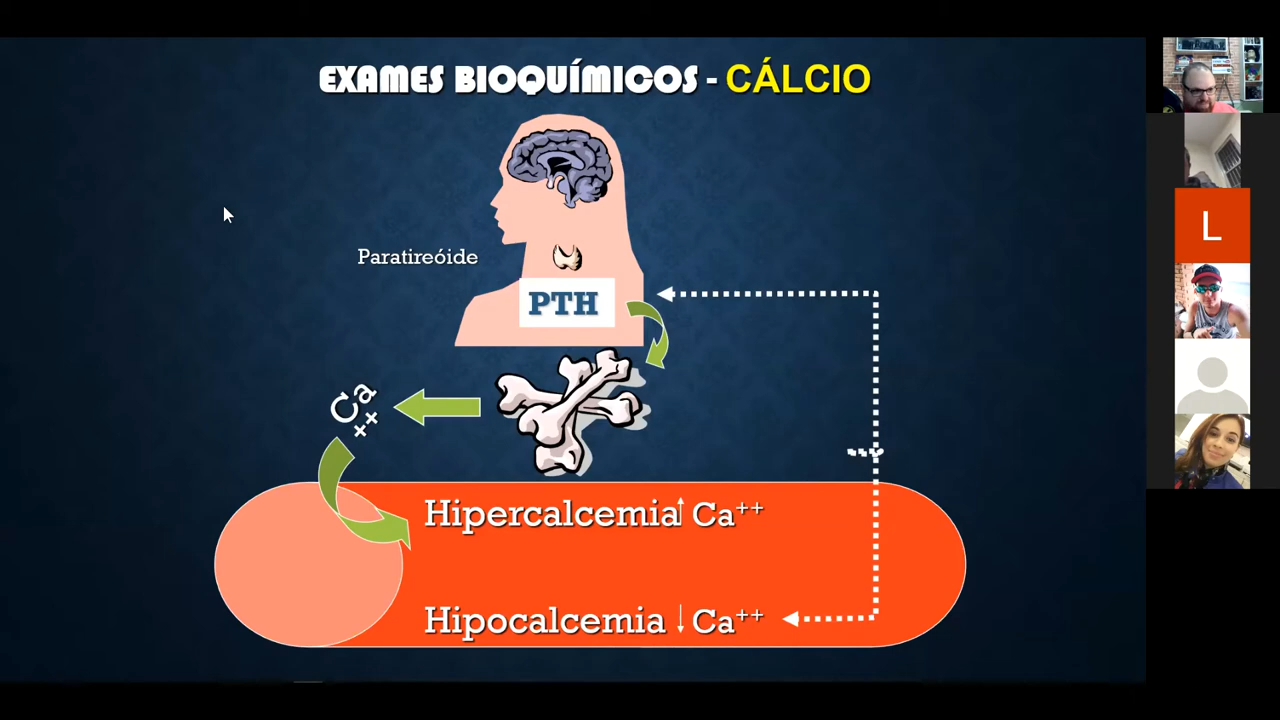 EXAMES BIOQUÍMICOS - CÁLCIO
L
Paratireóide
PTH
Ca++
Hipercalcemia↑ Ca++
Hipocalcemia ↓ Ca++